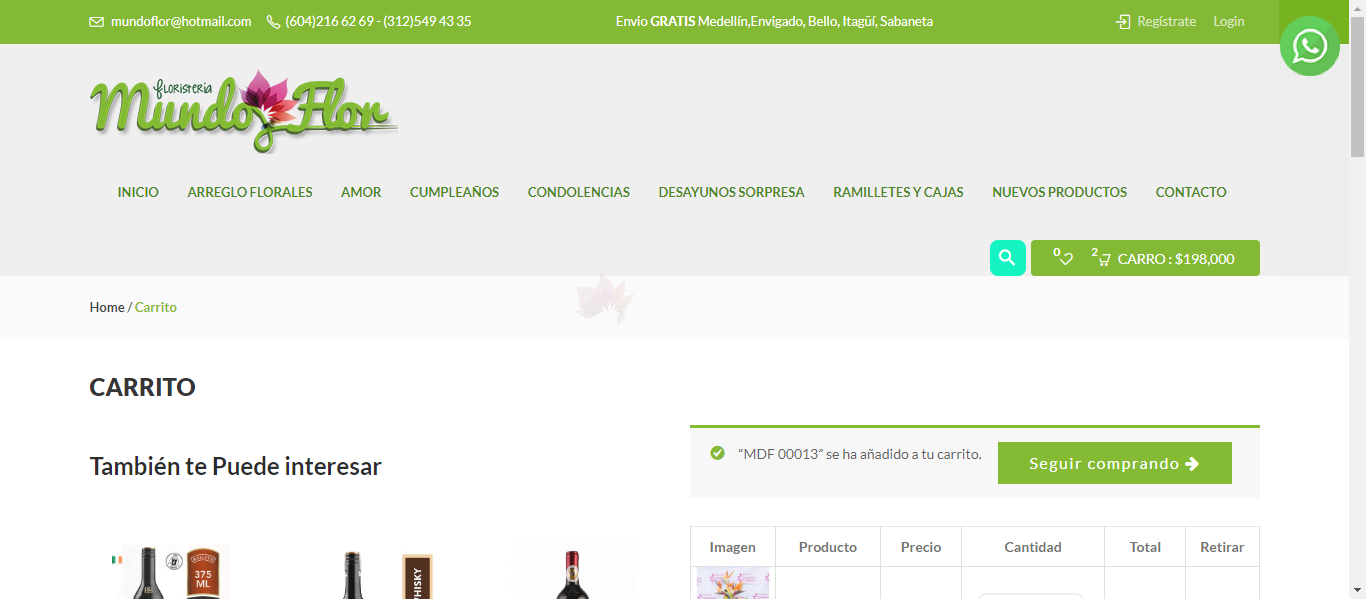 mundoflor@hotmail.com (604)216 62 69 - (312)549 43 35 Envio GRATIS Medellín,Envigado, Bello, Itagüí, Sabaneta Regístrate Login
Floristeria
Mundo Flor
INICIO ARREGLO FLORALES AMOR CUMPLEAÑOS CONDOLENCIAS DESAYUNOS SORPRESA RAMILLETES Y CAJAS NUEVOS PRODUCTOS CONTACTO
0 2 CARRO : $198,000
Home / Carrito
CARRITO
“MDF 00013” se ha añadido a tu carrito. Seguir comprando
También te Puede interesar
Imagen Producto Precio Cantidad Total Retirar
BAILEYS
375
ML
WHISKY